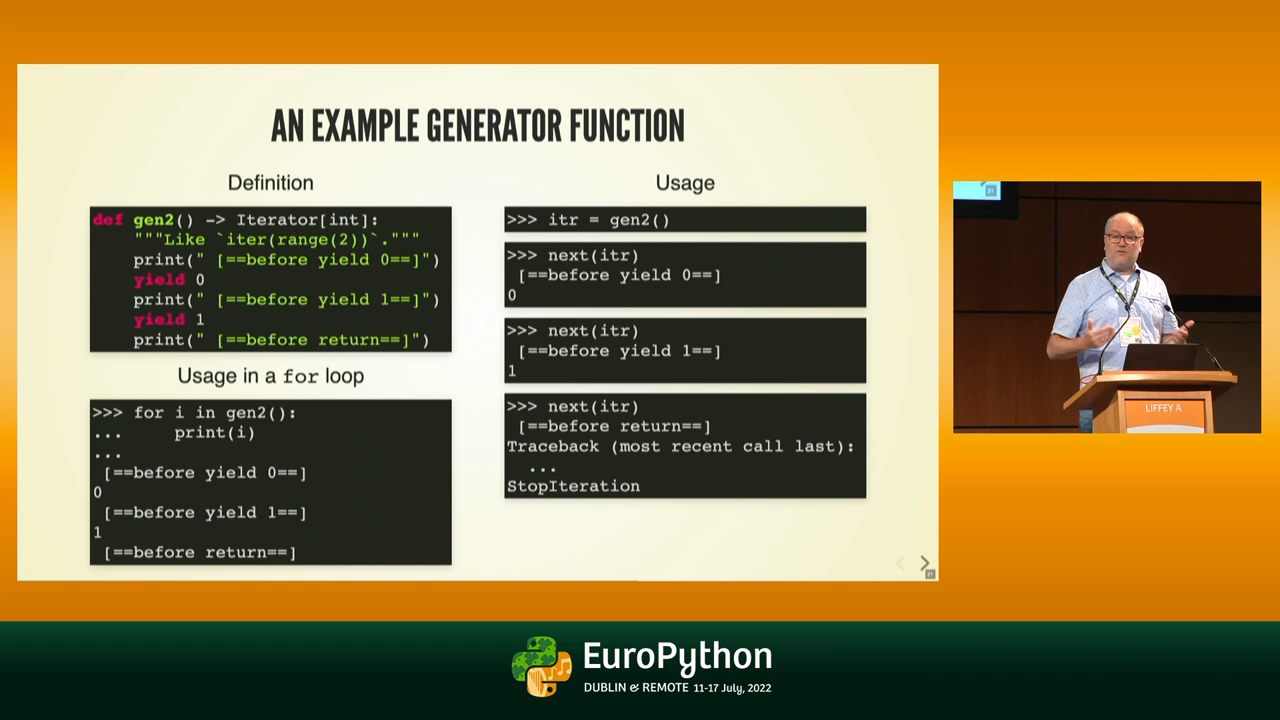 AN EXAMPLE GENERATOR FUNCTION
Definition
def gen2() -> Iterator[int]:
    """Like `iter(range(2))`."""
    print(" [==before yield 0==]")
    yield 0
    print(" [==before yield 1==]")
    yield 1
    print(" [==before return==]")
Usage in a for loop
>>> for i in gen2():
...     print(i)
...
 [==before yield 0==]
0
 [==before yield 1==]
1
 [==before return==]
Usage
>>> itr = gen2()
>>> next(itr)
 [==before yield 0==]
0
>>> next(itr)
 [==before yield 1==]
1
>>> next(itr)
 [==before return==]
Traceback (most recent call last):
  ...
StopIteration
LIFFEY A
EuroPython
DUBLIN & REMOTE 11-17 July, 2022